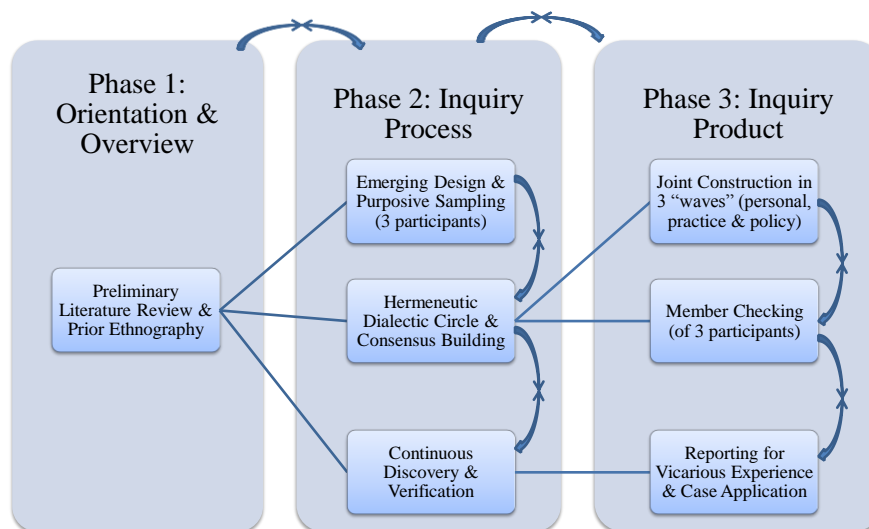 Phase 1:
Orientation &
Overview
Preliminary
Literature Review &
Prior Ethnography
Phase 2: Inquiry
Process
Emerging Design &
Purposive Sampling
(3 participants)
Hermeneutic
Dialectic Circle &
Consensus Building
Continuous
Discovery &
Verification
Phase 3: Inquiry
Product
Joint Construction in
3 “waves” (personal,
practice & policy)
Member Checking
(of 3 participants)
Reporting for
Vicarious Experience
& Case Application